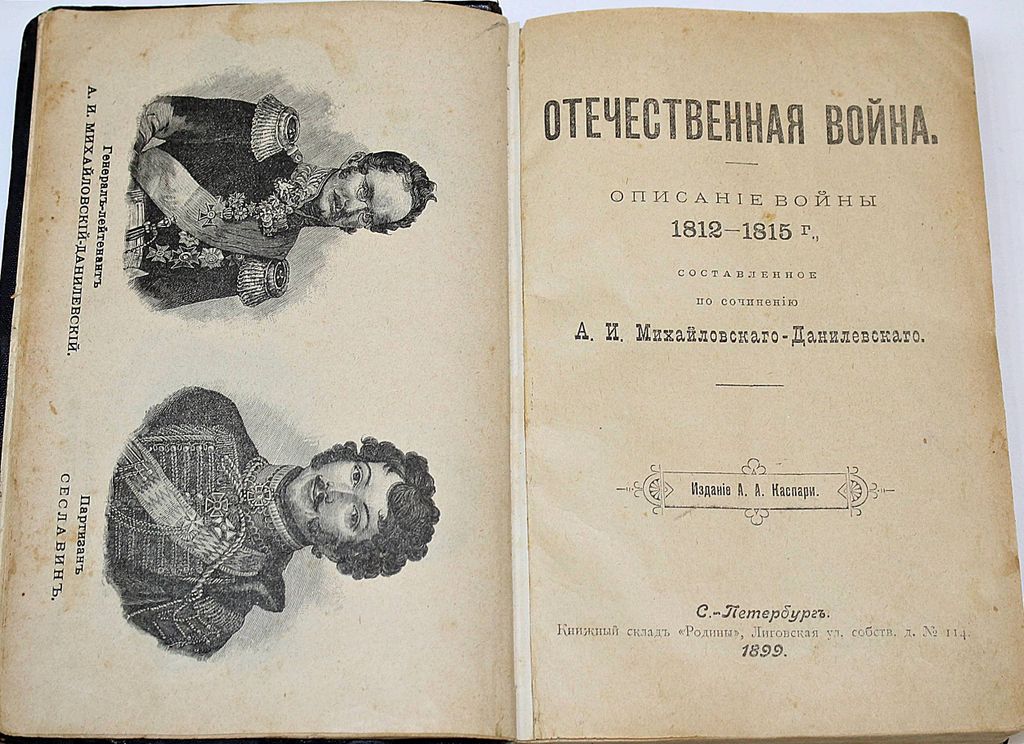 Генералъ-лейтенантъ
А. И. МИХАЙЛОВСКІЙ-ДАНИЛЕВСКІЙ.
Партизанъ
СЕСЛАВИНЪ.
ОТЕЧЕСТВЕННАЯ ВОЙНА.
ОПИСАНІЕ ВОЙНЫ
1812—1815 г.,
СОСТАВЛЕННОЕ
по сочиненію
А. И. Михайловскаго-Данилевскаго.
Изданіе А. А. Каспари.
С.-Петербургъ.
Книжный складъ «Родины», Лиговская ул. собств. д. № 114.
1899.